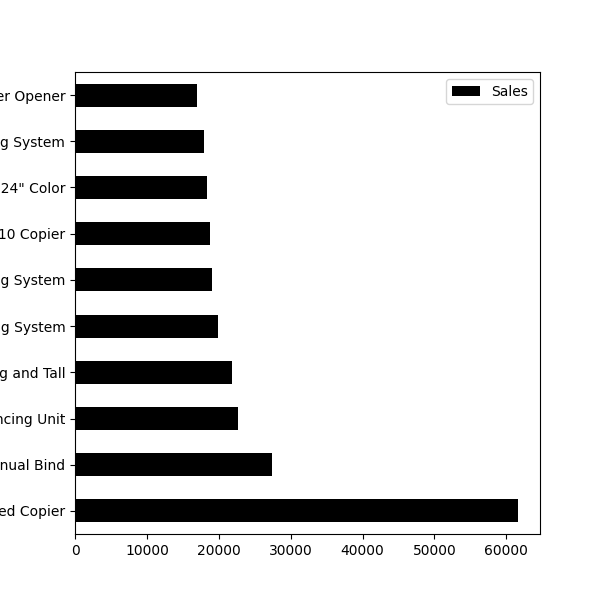 er Opener
Sales
g System
24" Color
10 Copier
g System
g System
g and Tall
ncing Unit
nual Bind
ed Copier
0 10000 20000 30000 40000 50000 60000